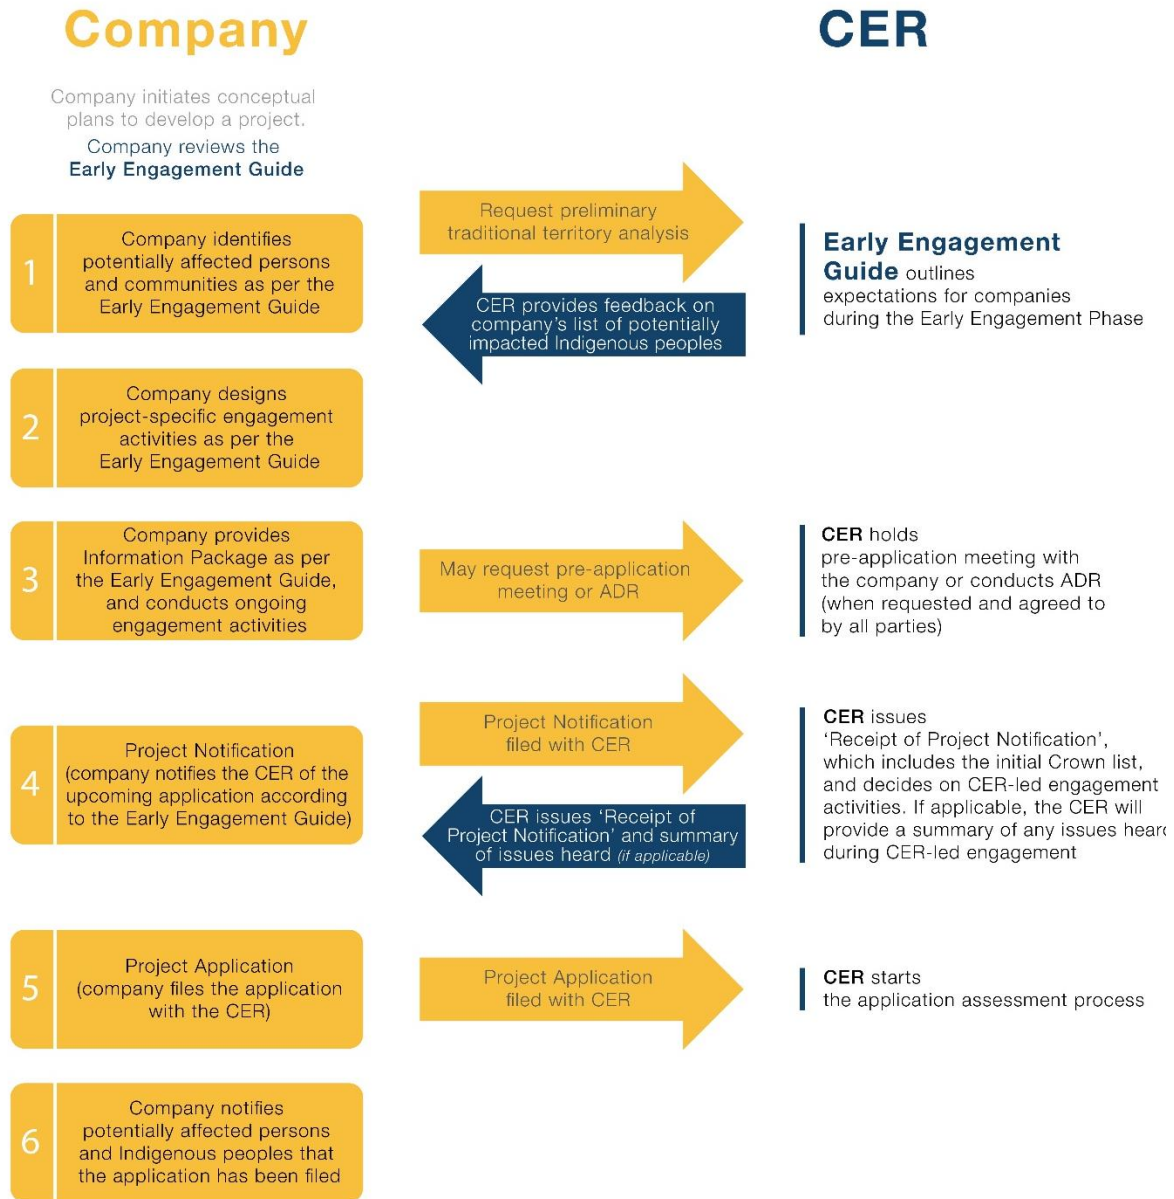 Company
CER
Company initiates conceptual
plans to develop a project.
Company reviews the
Early Engagement Guide
1
Company identifies
potentially affected persons
and communities as per the
Early Engagement Guide
Request preliminary
traditional territory analysis
CER provides feedback on
company's list of potentially
impacted Indigenous peoples
Early Engagement
Guide outlines
expectations for companies
during the Early Engagement Phase
2
Company designs
project-specific engagement
activities as per the
Early Engagement Guide
3
Company provides
Information Package as per
the Early Engagement Guide,
and conducts ongoing
engagement activities
May request pre-application
meeting or ADR
CER holds
pre-application meeting with
the company or conducts ADR
(when requested and agreed to
by all parties)
4
Project Notification
(company notifies the CER of the
upcoming application according
to the Early Engagement Guide)
Project Notification
filed with CER
CER issues 'Receipt of
Project Notification' and summary
of issues heard (if applicable)
CER issues
'Receipt of Project Notification',
which includes the initial Crown list,
and decides on CER-led engagement
activities. If applicable, the CER will
provide a summary of any issues heard
during CER-led engagement
5
Project Application
(company files the application
with the CER)
Project Application
filed with CER
CER starts
the application assessment process
6
Company notifies
potentially affected persons
and Indigenous peoples that
the application has been filed